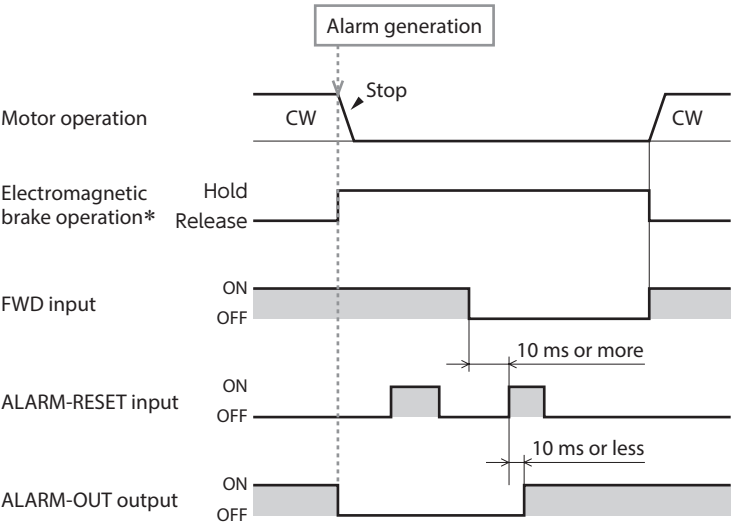 Alarm generation
Stop
Motor operation
CW
CW
Electromagnetic
brake operation*
Hold
Release
FWD input
ON
OFF
10 ms or more
ALARM-RESET input
ON
OFF
10 ms or less
ALARM-OUT output
ON
OFF